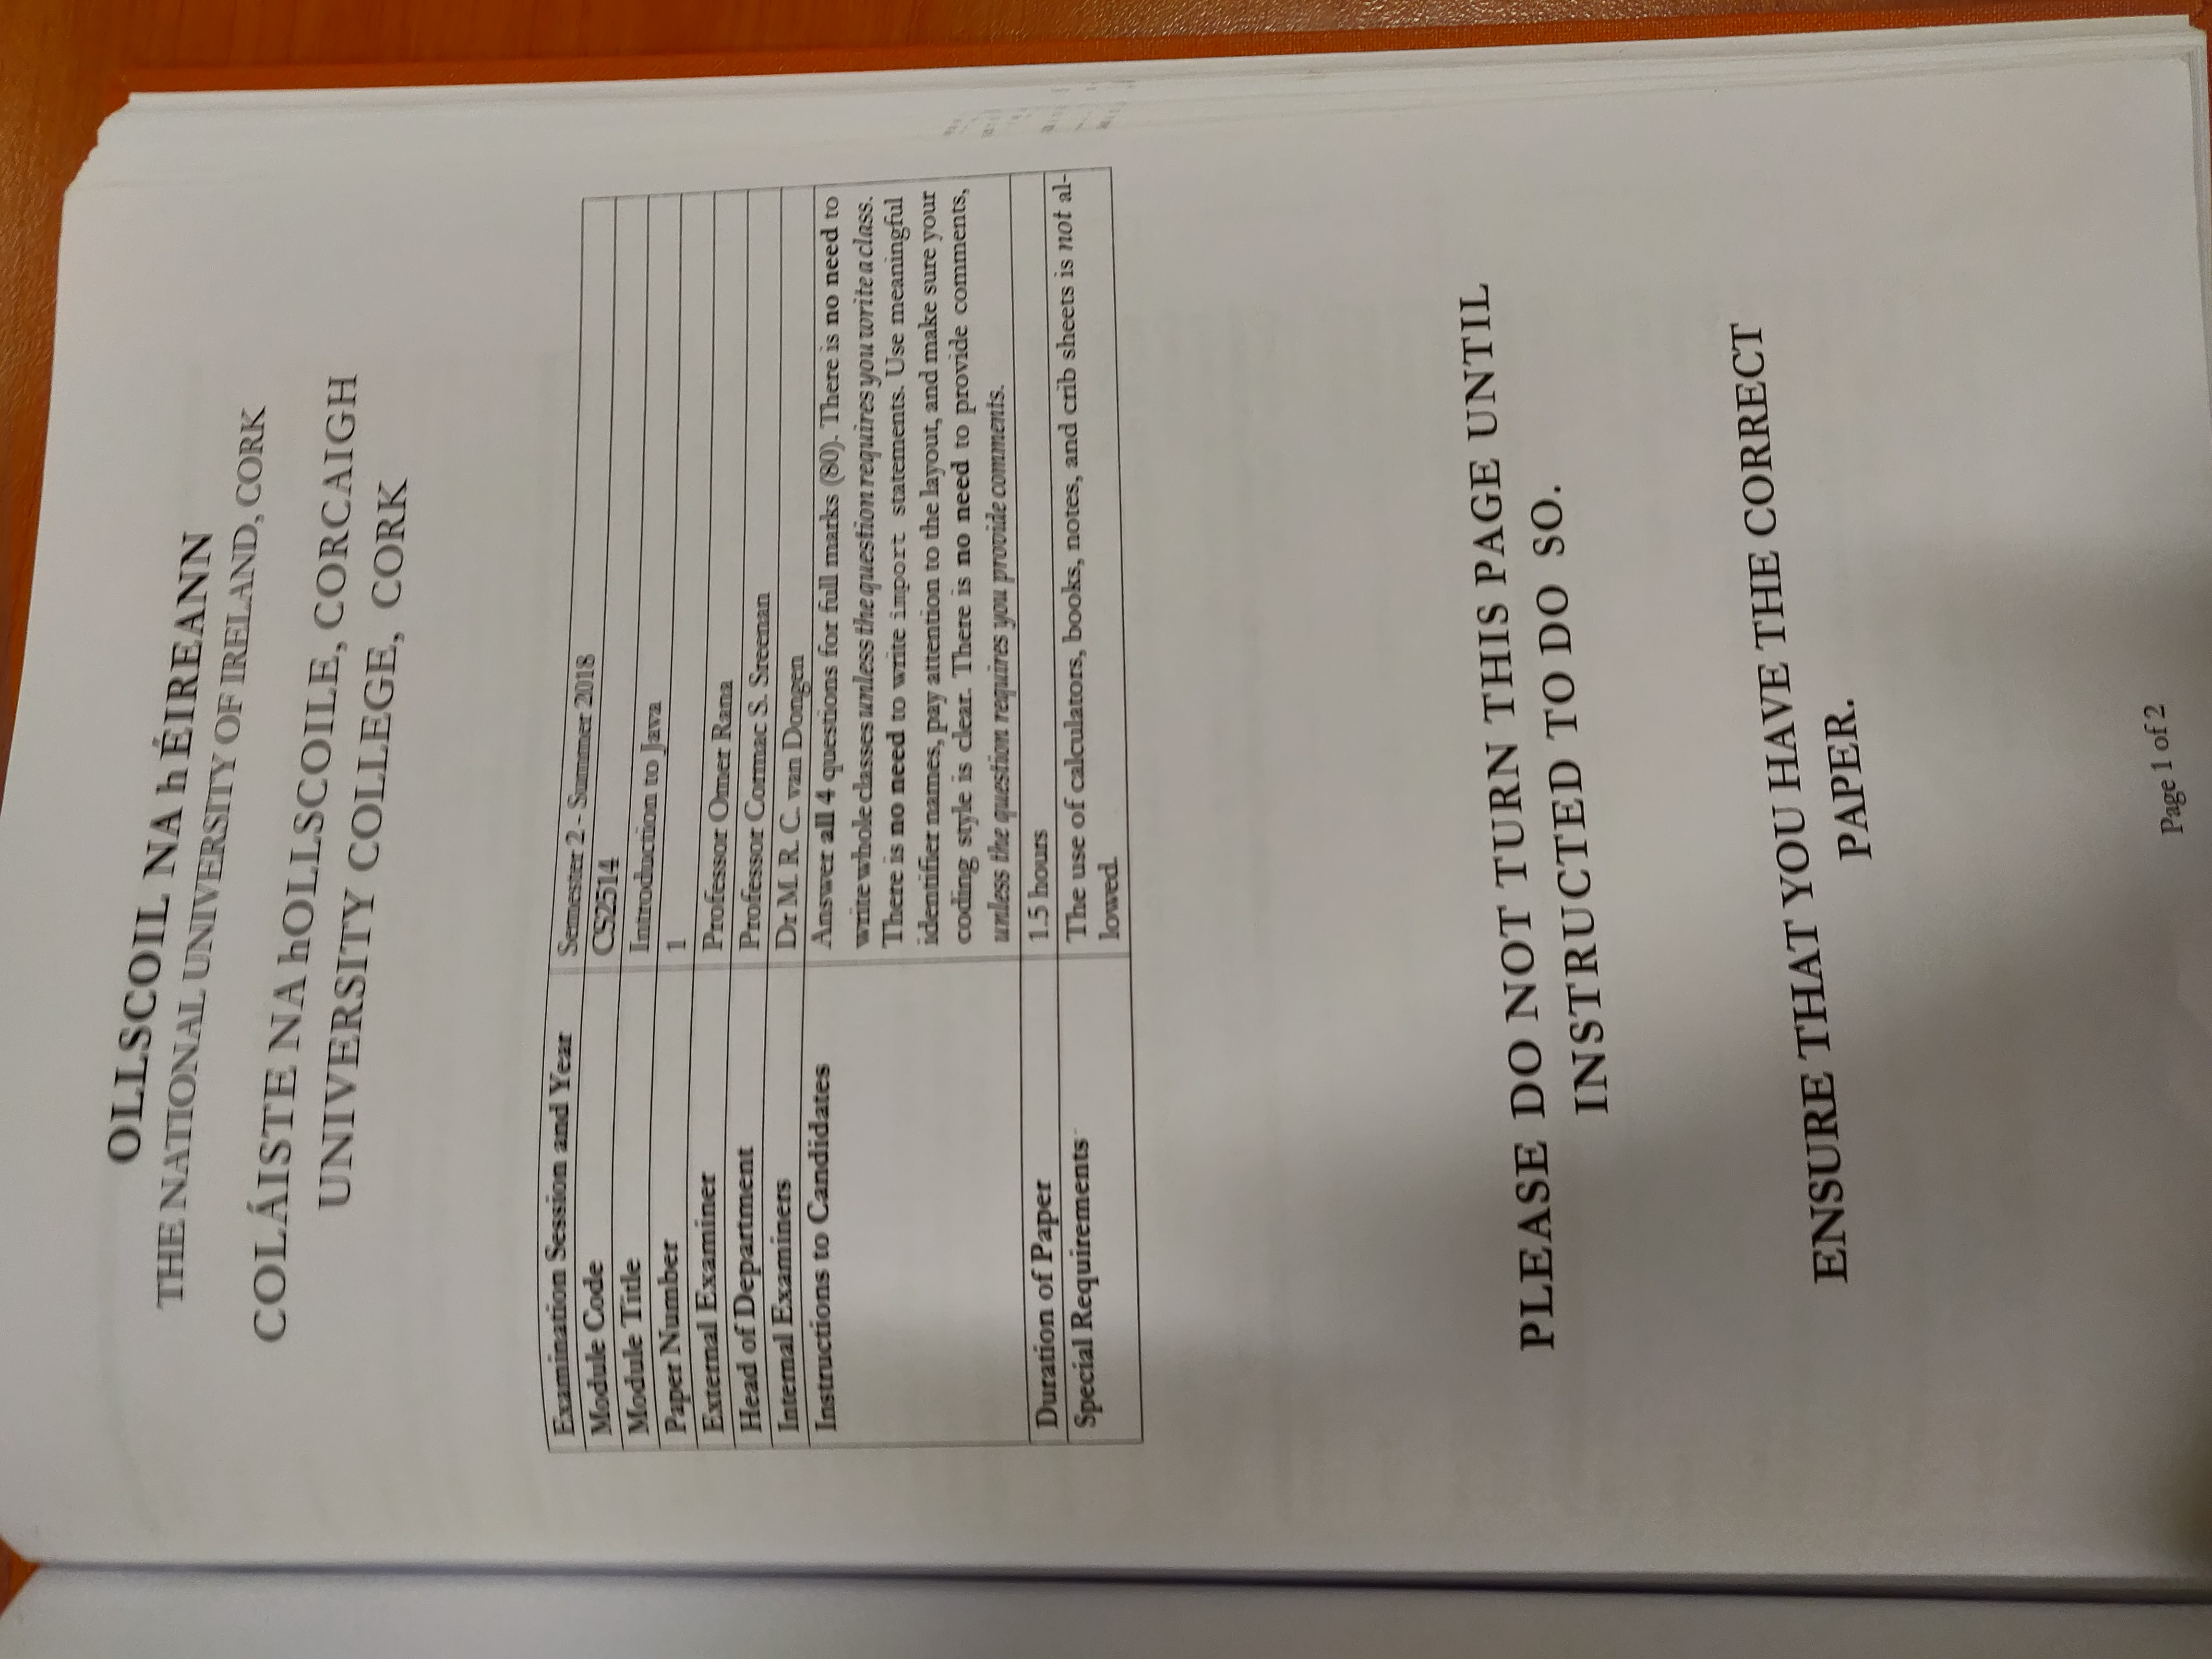 OLLSCOIL NA h ÉIREANN
THE NATIONAL UNIVERSITY OF IRELAND, CORK
COLÁISTE NA hOLLSCOILE, CORCAIGH
UNIVERSITY COLLEGE, CORK
Examination Session and Year Semester 2 - Summer 2018
Module Code CS2514
Module Title Introduction to Java
Paper Number 1
External Examiner Professor Omer Rana
Head of Department Professor Cormac S. Sreenan
Internal Examiners Dr M. R. C. van Dongen
Instructions to Candidates Answer all 4 questions for full marks (80). There is no need to
write whole classes unless the question requires you write a class.
There is no need to write import statements. Use meaningful
identifier names, pay attention to the layout, and make sure your
coding style is clear. There is no need to provide comments,
unless the question requires you provide comments.
Duration of Paper 1.5 hours
Special Requirements The use of calculators, books, notes, and crib sheets is not al-
lowed.
PLEASE DO NOT TURN THIS PAGE UNTIL
INSTRUCTED TO DO SO.
ENSURE THAT YOU HAVE THE CORRECT
PAPER.
Page 1 of 2